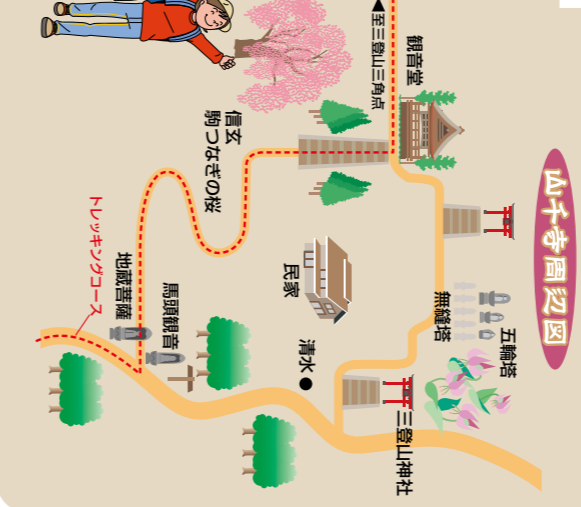 山千寺周辺図
観音堂
◀至三登山三角点
信玄
駒つなぎの桜
民家
無縫塔
五輪塔
清水●
三登山神社
馬頭観音
地蔵菩薩
トレッキングコース